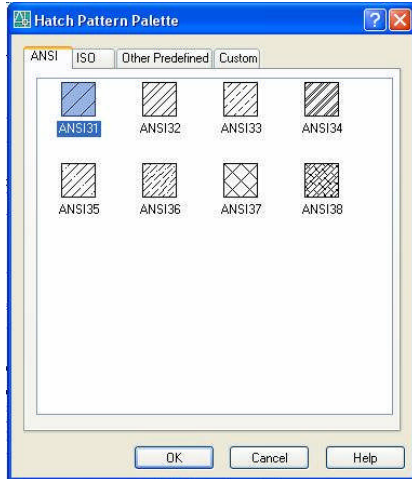 Hatch Pattern Palette
ANSI ISO Other Predefined Custom
ANSI31 ANSI32 ANSI33 ANSI34
ANSI35 ANSI36 ANSI37 ANSI38
OK Cancel Help